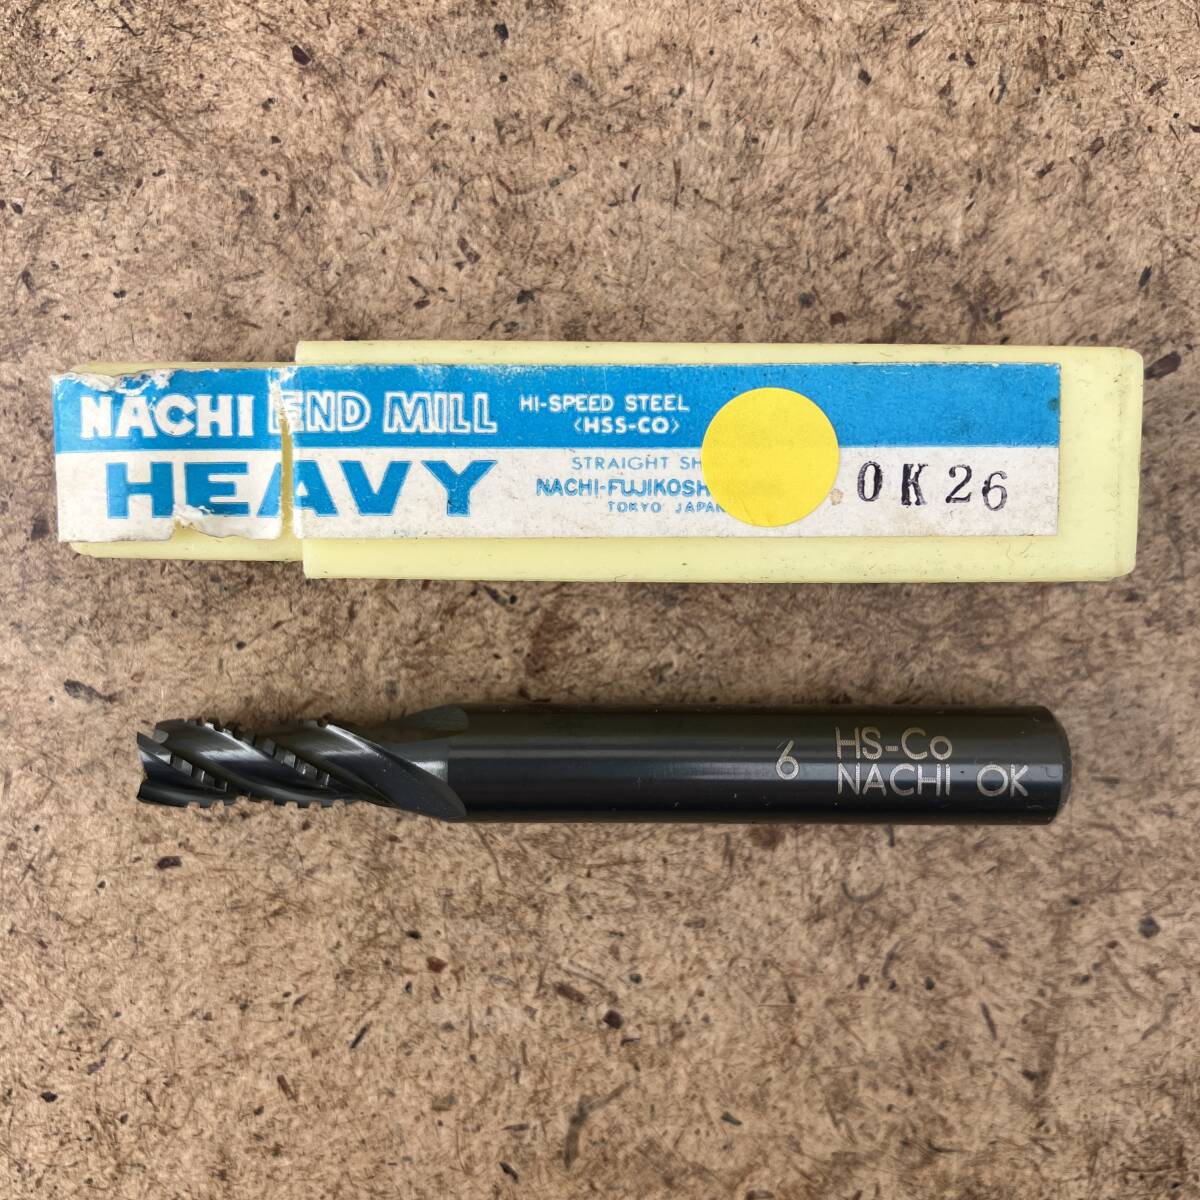 NACHI END MILL HI-SPEED STEEL
<HSS-CO>
HEAVY STRAIGHT
NACHI-FUJIKOSH
TOKYO JAPAN
OK26
6 HS-Co
NACHI OK